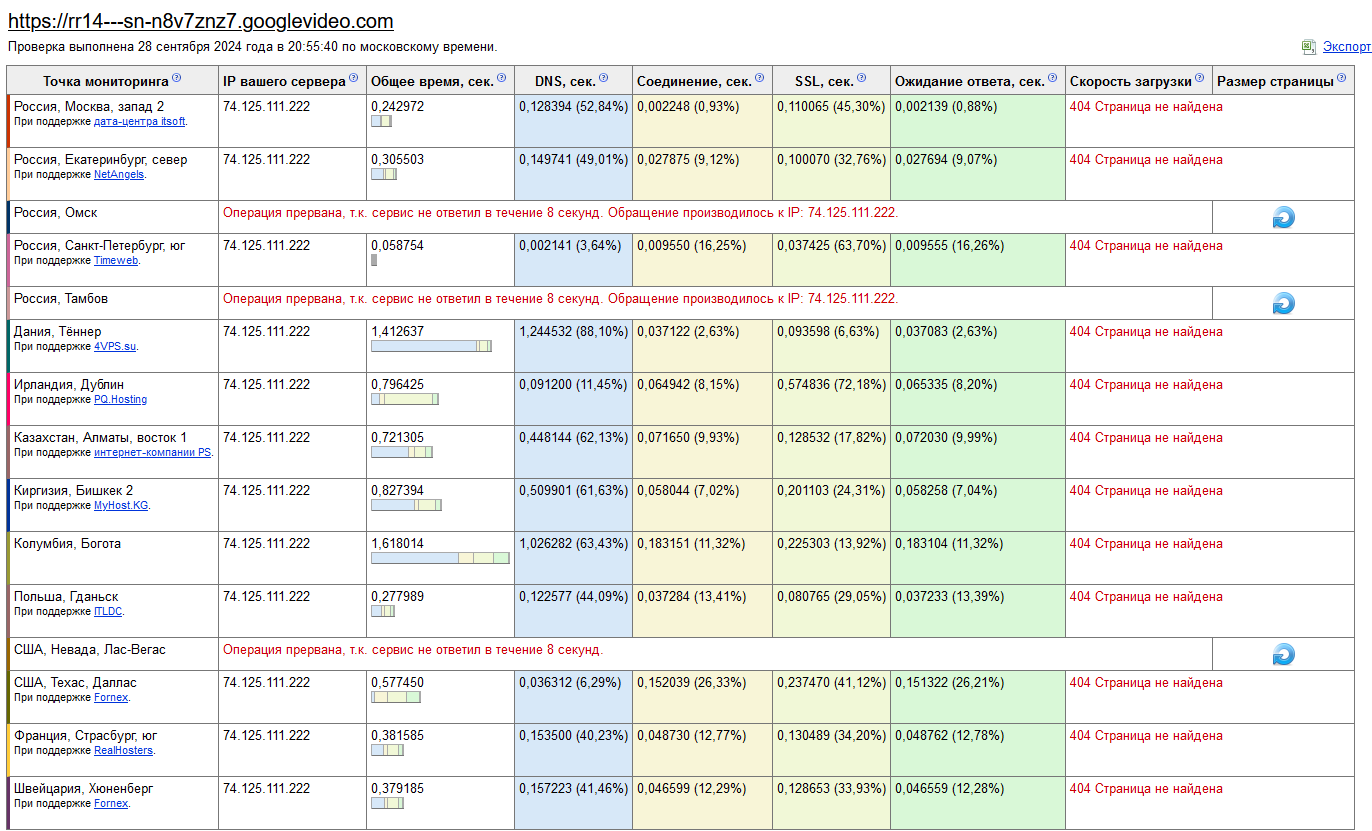 https://rr14---sn-n8v7znz7.googlevideo.com
Проверка выполнена 28 сентября 2024 года в 20:55:40 по московскому времени.
Экспорт
Точка мониторинга IP вашего сервера Общее время, сек. DNS, сек. Соединение, сек. SSL, сек. Ожидание ответа, сек. Скорость загрузки Размер страницы
Россия, Москва, запад 2 74.125.111.222 0,242972 0,128394 (52,84%) 0,002248 (0,93%) 0,110065 (45,30%) 0,002139 (0,88%) 404 Страница не найдена
При поддержке дата-центра itsoft.
Россия, Екатеринбург, север 74.125.111.222 0,305503 0,149741 (49,01%) 0,027875 (9,12%) 0,100070 (32,76%) 0,027694 (9,07%) 404 Страница не найдена
При поддержке NetAngels.
Россия, Омск Операция прервана, т.к. сервис не ответил в течение 8 секунд. Обращение производилось к IP: 74.125.111.222.
Россия, Санкт-Петербург, юг 74.125.111.222 0,058754 0,002141 (3,64%) 0,009550 (16,25%) 0,037425 (63,70%) 0,009555 (16,26%) 404 Страница не найдена
При поддержке Timeweb.
Россия, Тамбов Операция прервана, т.к. сервис не ответил в течение 8 секунд. Обращение производилось к IP: 74.125.111.222.
Дания, Тённер 74.125.111.222 1,412637 1,244532 (88,10%) 0,037122 (2,63%) 0,093598 (6,63%) 0,037083 (2,63%) 404 Страница не найдена
При поддержке 4VPS.su.
Ирландия, Дублин 74.125.111.222 0,796425 0,091200 (11,45%) 0,064942 (8,15%) 0,574836 (72,18%) 0,065335 (8,20%) 404 Страница не найдена
При поддержке PQ.Hosting
Казахстан, Алматы, восток 1 74.125.111.222 0,721305 0,448144 (62,13%) 0,071650 (9,93%) 0,128532 (17,82%) 0,072030 (9,99%) 404 Страница не найдена
При поддержке интернет-компании PS.
Киргизия, Бишкек 2 74.125.111.222 0,827394 0,509901 (61,63%) 0,058044 (7,02%) 0,201103 (24,31%) 0,058258 (7,04%) 404 Страница не найдена
При поддержке MyHost.KG.
Колумбия, Богота 74.125.111.222 1,618014 1,026282 (63,43%) 0,183151 (11,32%) 0,225303 (13,92%) 0,183104 (11,32%) 404 Страница не найдена
Польша, Гданьск 74.125.111.222 0,277989 0,122577 (44,09%) 0,037284 (13,41%) 0,080765 (29,05%) 0,037233 (13,39%) 404 Страница не найдена
При поддержке ITLDC.
США, Невада, Лас-Вегас Операция прервана, т.к. сервис не ответил в течение 8 секунд.
США, Техас, Даллас 74.125.111.222 0,577450 0,036312 (6,29%) 0,152039 (26,33%) 0,237470 (41,12%) 0,151322 (26,21%) 404 Страница не найдена
При поддержке Fornex.
Франция, Страсбург, юг 74.125.111.222 0,381585 0,153500 (40,23%) 0,048730 (12,77%) 0,130489 (34,20%) 0,048762 (12,78%) 404 Страница не найдена
При поддержке RealHosters.
Швейцария, Хюненберг 74.125.111.222 0,379185 0,157223 (41,46%) 0,046599 (12,29%) 0,128653 (33,93%) 0,046559 (12,28%) 404 Страница не найдена
При поддержке Fornex.